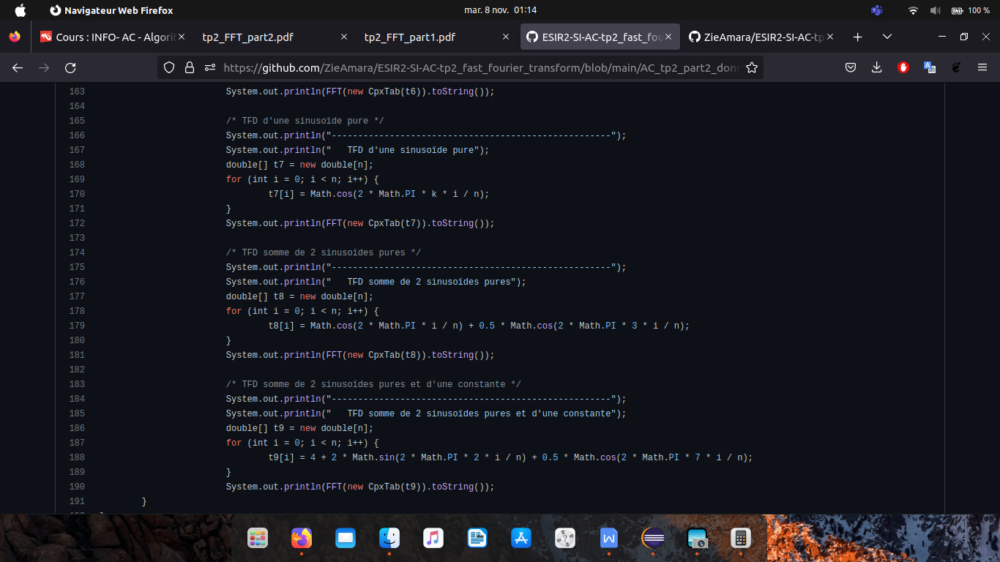 Navigateur Web Firefox
mar. 8 nov. 01:14
100 %
Cours : INFO- AC - Algorit
tp2_FFT_part2.pdf
tp2_FFT_part1.pdf
ESIR2-SI-AC-tp2_fast_fou
ZieAmara/ESIR2-SI-AC-tp
https://github.com/ZieAmara/ESIR2-SI-AC-tp2_fast_fourier_transform/blob/main/AC_tp2_part2_donn
163 System.out.println(FFT(new CpxTab(t6)).toString());
164
165 /* TFD d'une sinusoïde pure */
166 System.out.println("-----------------------------------------------------");
167 System.out.println("   TFD d'une sinusoïde pure");
168 double[] t7 = new double[n];
169 for (int i = 0; i < n; i++) {
170 t7[i] = Math.cos(2 * Math.PI * k * i / n);
171 }
172 System.out.println(FFT(new CpxTab(t7)).toString());
173
174 /* TFD somme de 2 sinusoïdes pures */
175 System.out.println("-----------------------------------------------------");
176 System.out.println("   TFD somme de 2 sinusoïdes pures");
177 double[] t8 = new double[n];
178 for (int i = 0; i < n; i++) {
179 t8[i] = Math.cos(2 * Math.PI * i / n) + 0.5 * Math.cos(2 * Math.PI * 3 * i / n);
180 }
181 System.out.println(FFT(new CpxTab(t8)).toString());
182
183 /* TFD somme de 2 sinusoïdes pures et d'une constante */
184 System.out.println("-----------------------------------------------------");
185 System.out.println("   TFD somme de 2 sinusoïdes pures et d'une constante");
186 double[] t9 = new double[n];
187 for (int i = 0; i < n; i++) {
188 t9[i] = 4 + 2 * Math.sin(2 * Math.PI * 2 * i / n) + 0.5 * Math.cos(2 * Math.PI * 7 * i / n);
189 }
190 System.out.println(FFT(new CpxTab(t9)).toString());
191 }